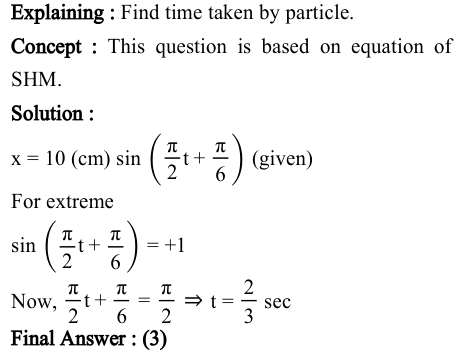 Explaining : Find time taken by particle.
Concept : This question is based on equation of
SHM.
Solution :
x = 10 (cm) sin (π/2 t + π/6) (given)
For extreme
sin (π/2 t + π/6) = +1
Now, π/2 t + π/6 = π/2 ⇒ t = 2/3 sec
Final Answer : (3)